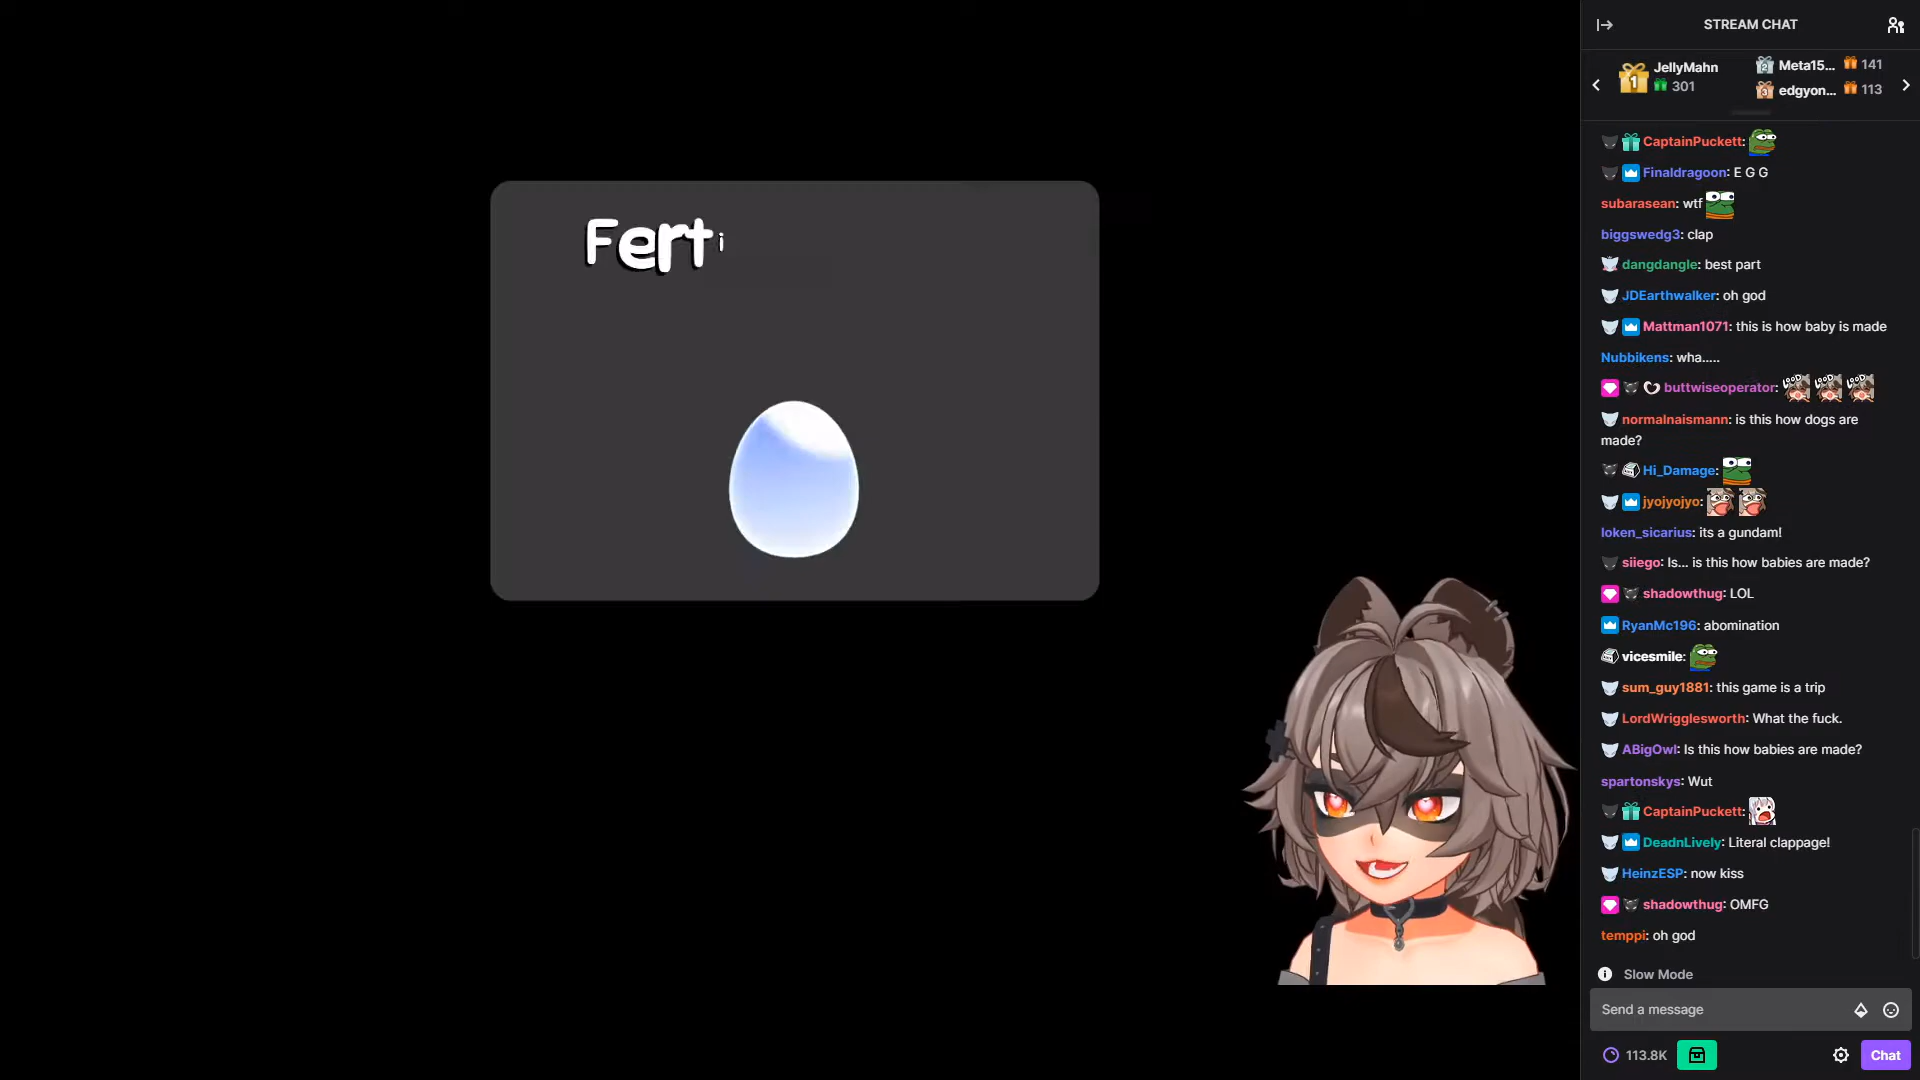 Ferti
STREAM CHAT
JellyMahn
301
Meta15... 141
edgyon... 113
CaptainPuckett:
Finaldragoon: E G G
subarasean: wtf
biggswedg3: clap
dangdangle: best part
JDEarthwalker: oh god
Mattman1071: this is how baby is made
Nubbikens: wha.....
buttwiseoperator:
normalnaismann: is this how dogs are
made?
Hi_Damage:
jyojyojyo:
loken_sicarius: its a gundam!
siiego: Is... is this how babies are made?
shadowthug: LOL
RyanMc196: abomination
vicesmile:
sum_guy1881: this game is a trip
LordWrigglesworth: What the fuck.
ABigOwl: Is this how babies are made?
spartonskys: Wut
CaptainPuckett:
DeadnLively: Literal clappage!
HeinzESP: now kiss
shadowthug: OMFG
temppi: oh god
Slow Mode
Send a message
113.8K
Chat